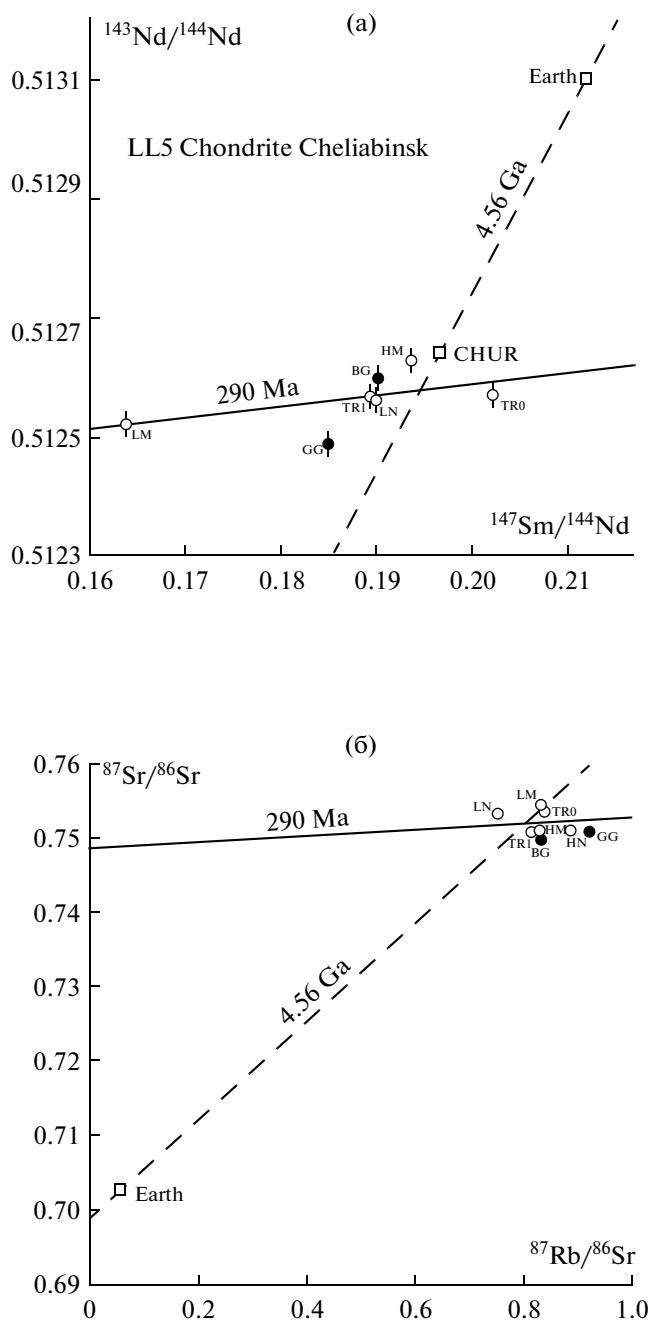 (а)
143Nd/144Nd
0.5131
Earth
LL5 Chondrite Cheliabinsk
0.5129
4.56 Ga
0.5127
HM
CHUR
BG
290 Ma
TR1
LN
TR0
LM
0.5125
GG
147Sm/144Nd
0.5123
0.16 0.17 0.18 0.19 0.20 0.21
(б)
0.76
87Sr/86Sr
LM
LN
TR0
290 Ma
0.75
HM
GG
TR1
HN
BG
0.74
0.73
4.56 Ga
0.72
0.71
0.70
Earth
87Rb/86Sr
0.69
0 0.2 0.4 0.6 0.8 1.0